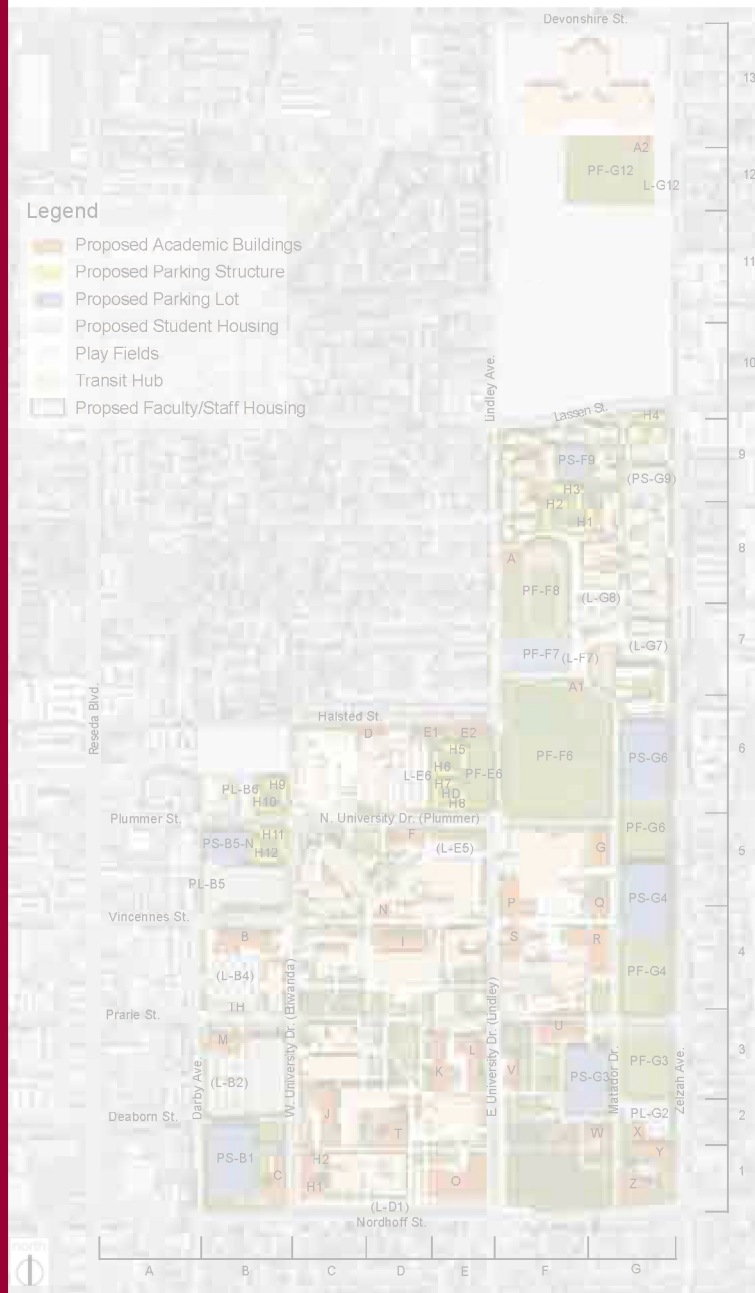 Devonshire St.
13
A2
PF-G12
L-G12
12
Legend
Proposed Academic Buildings
Proposed Parking Structure
Proposed Parking Lot
Proposed Student Housing
Play Fields
Transit Hub
Propsed Faculty/Staff Housing
11
10
Lindley Ave.
Lassen St.
H4
9
PS-F9
(PS-G9)
H3
H2
H1
8
A
PF-F8
(L-G8)
7
PF-F7
(L-F7)
(L-G7)
A1
Reseda Blvd.
Halsted St.
D
E1
E2
H5
6
PF-F6
PS-G6
L-E6
H6
PF-E6
H7
HD
H8
PL-B6
H9
H10
Plummer St.
N. University Dr. (Plummer)
PF-G6
H11
PS-B5-N
H12
F
(L-E5)
G
5
PL-B5
PS-G4
Vincennes St.
N
P
Q
B
I
S
R
4
(L-B4)
PF-G4
TH
Prarie St.
W. University Dr. (Etiwanda)
E University Dr. (Lindley)
U
M
L
3
Darby Ave.
(L-B2)
K
V
PS-G3
Matador Dr.
PF-G3
Zelzah Ave.
Deaborn St.
J
PL-G2
2
T
W
X
Y
PS-B1
C
H2
H1
O
Z
1
(L-D1)
Nordhoff St.
north
A
B
C
D
E
F
G